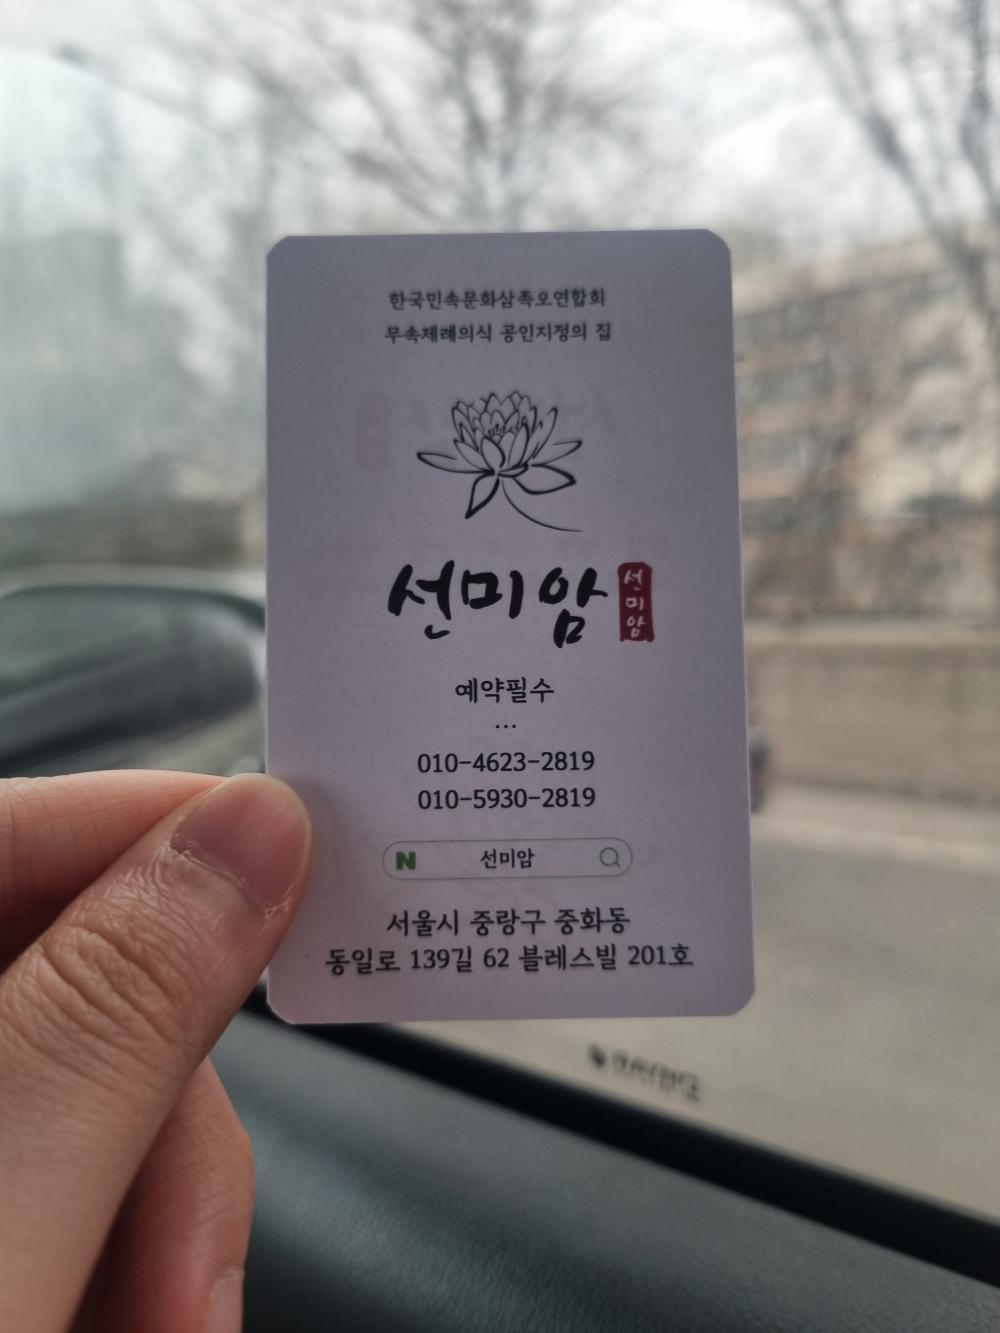 한국민속문화삼족오연합회
무속제례의식 공인지정의 집
선미암
선
미
암
예약필수
...
010-4623-2819
010-5930-2819
N 선미암
서울시 중랑구 중화동
동일로 139길 62 블레스빌 201호